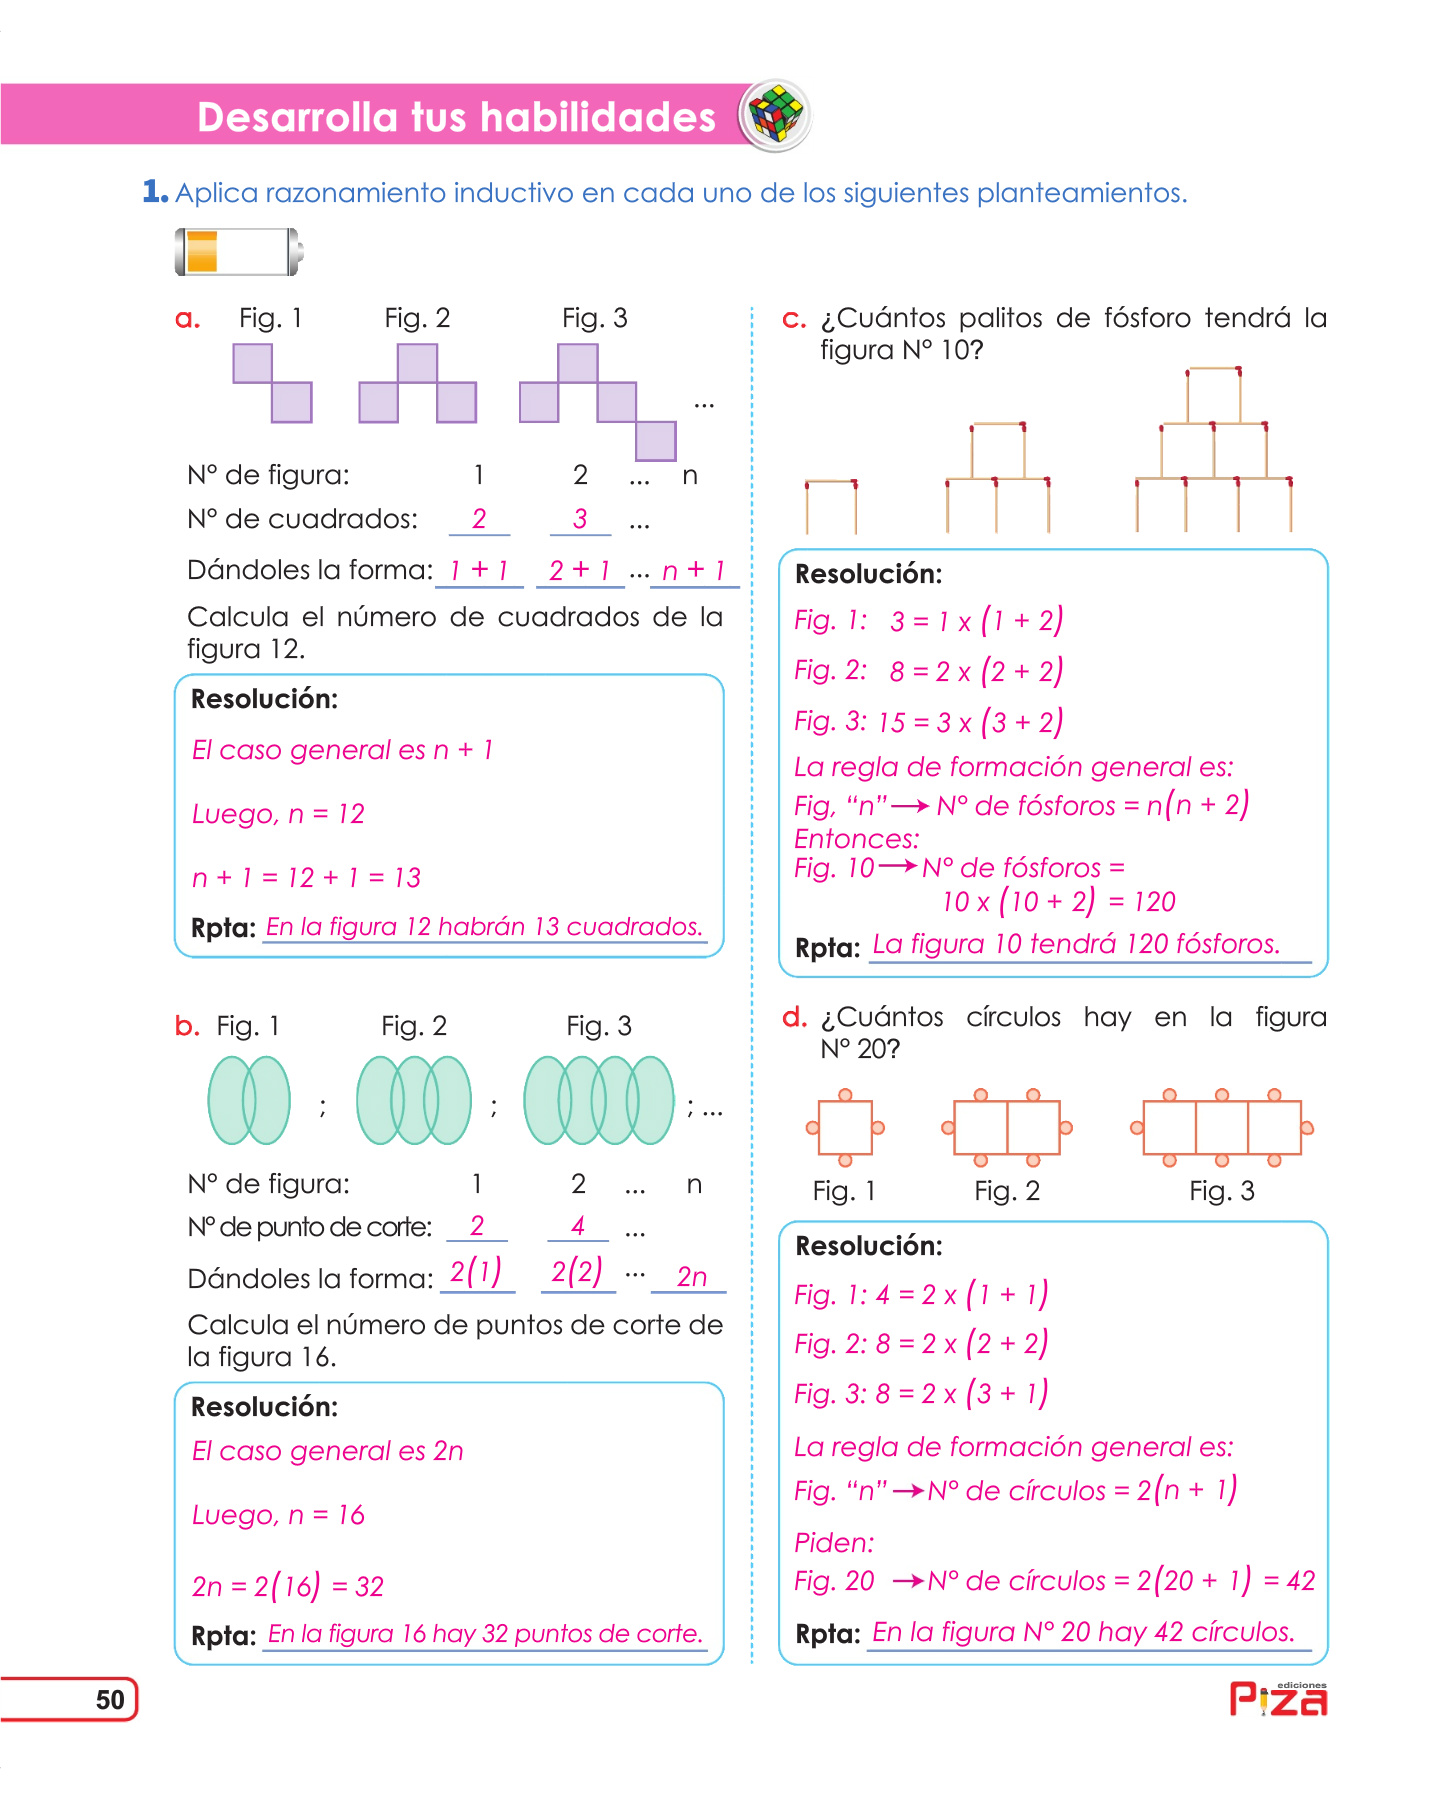 Desarrolla tus habilidades
1. Aplica razonamiento inductivo en cada uno de los siguientes planteamientos.
a. Fig. 1 Fig. 2 Fig. 3
...
N° de figura: 1 2 ... n
N° de cuadrados: 2 3 ...
Dándoles la forma: 1 + 1 2 + 1 ... n + 1
Calcula el número de cuadrados de la
figura 12.
Resolución:
El caso general es n + 1
Luego, n = 12
n + 1 = 12 + 1 = 13
Rpta: En la figura 12 habrán 13 cuadrados.
b. Fig. 1 Fig. 2 Fig. 3
; ; ; ...
N° de figura: 1 2 ... n
N° de punto de corte: 2 4 ...
Dándoles la forma: 2(1) 2(2) ... 2n
Calcula el número de puntos de corte de
la figura 16.
Resolución:
El caso general es 2n
Luego, n = 16
2n = 2(16) = 32
Rpta: En la figura 16 hay 32 puntos de corte.
c. ¿Cuántos palitos de fósforo tendrá la
figura N° 10?
Resolución:
Fig. 1: 3 = 1 x (1 + 2)
Fig. 2: 8 = 2 x (2 + 2)
Fig. 3: 15 = 3 x (3 + 2)
La regla de formación general es:
Fig, “n”→ N° de fósforos = n(n + 2)
Entonces:
Fig. 10→ N° de fósforos =
10 x (10 + 2) = 120
Rpta: La figura 10 tendrá 120 fósforos.
d. ¿Cuántos círculos hay en la figura
N° 20?
Fig. 1 Fig. 2 Fig. 3
Resolución:
Fig. 1: 4 = 2 x (1 + 1)
Fig. 2: 8 = 2 x (2 + 2)
Fig. 3: 8 = 2 x (3 + 1)
La regla de formación general es:
Fig. “n” →N° de círculos = 2(n + 1)
Piden:
Fig. 20 →N° de círculos = 2(20 + 1) = 42
Rpta: En la figura N° 20 hay 42 círculos.
50
ediciones
Piza